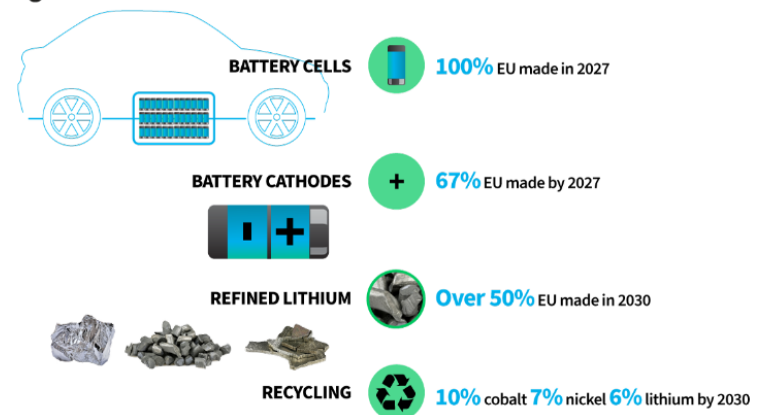 BATTERY CELLS 100% EU made in 2027
BATTERY CATHODES + 67% EU made by 2027
- +
REFINED LITHIUM Over 50% EU made in 2030
RECYCLING 10% cobalt 7% nickel 6% lithium by 2030